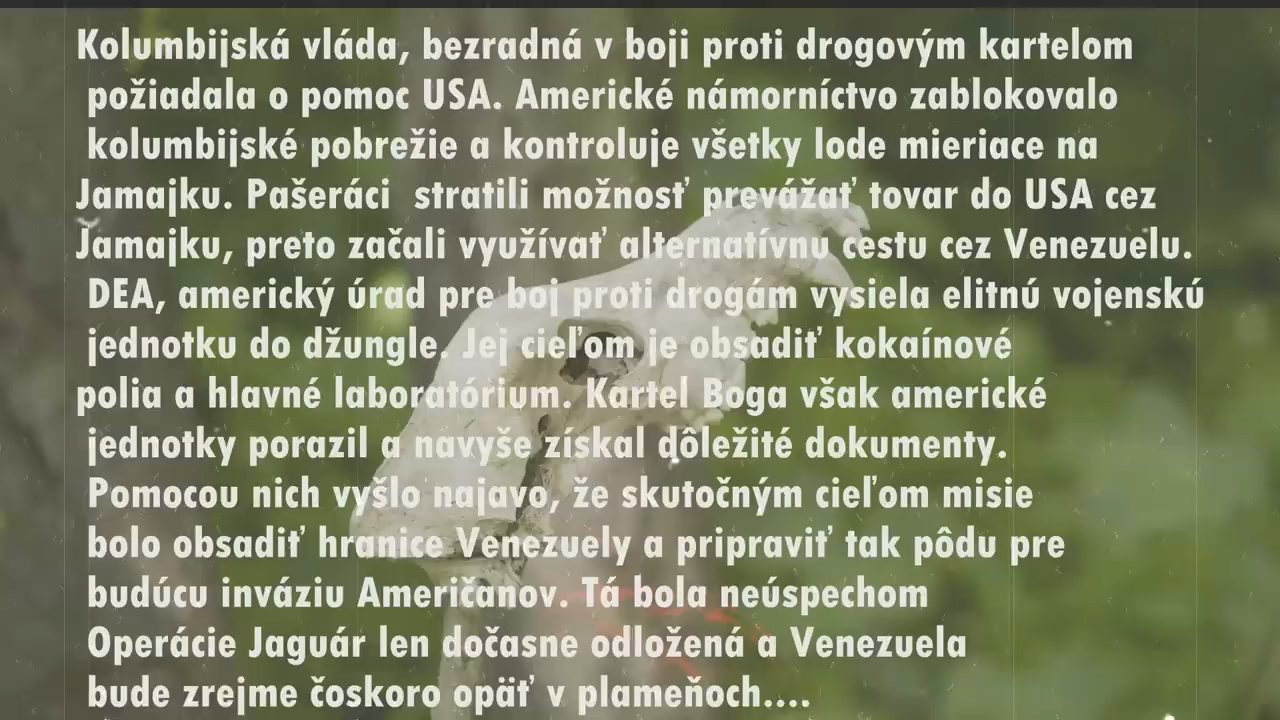 Kolumbijská vláda, bezradná v boji proti drogovým kartelom
požiadala o pomoc USA. Americké námorníctvo zablokovalo
kolumbijské pobrežie a kontroluje všetky lode mieriace na
Jamajku. Pašeráci stratili možnosť prevážať tovar do USA cez
Jamajku, preto začali využívať alternatívnu cestu cez Venezuelu.
DEA, americký úrad pre boj proti drogám vysiela elitnú vojenskú
jednotku do džungle. Jej cieľom je obsadiť kokaínové
polia a hlavné laboratórium. Kartel Boga však americké
jednotky porazil a navyše získal dôležité dokumenty.
Pomocou nich vyšlo najavo, že skutočným cieľom misie
bolo obsadiť hranice Venezuely a pripraviť tak pôdu pre
budúcu inváziu Američanov. Tá bola neúspechom
Operácie Jaguár len dočasne odložená a Venezuela
bude zrejme čoskoro opäť v plameňoch....